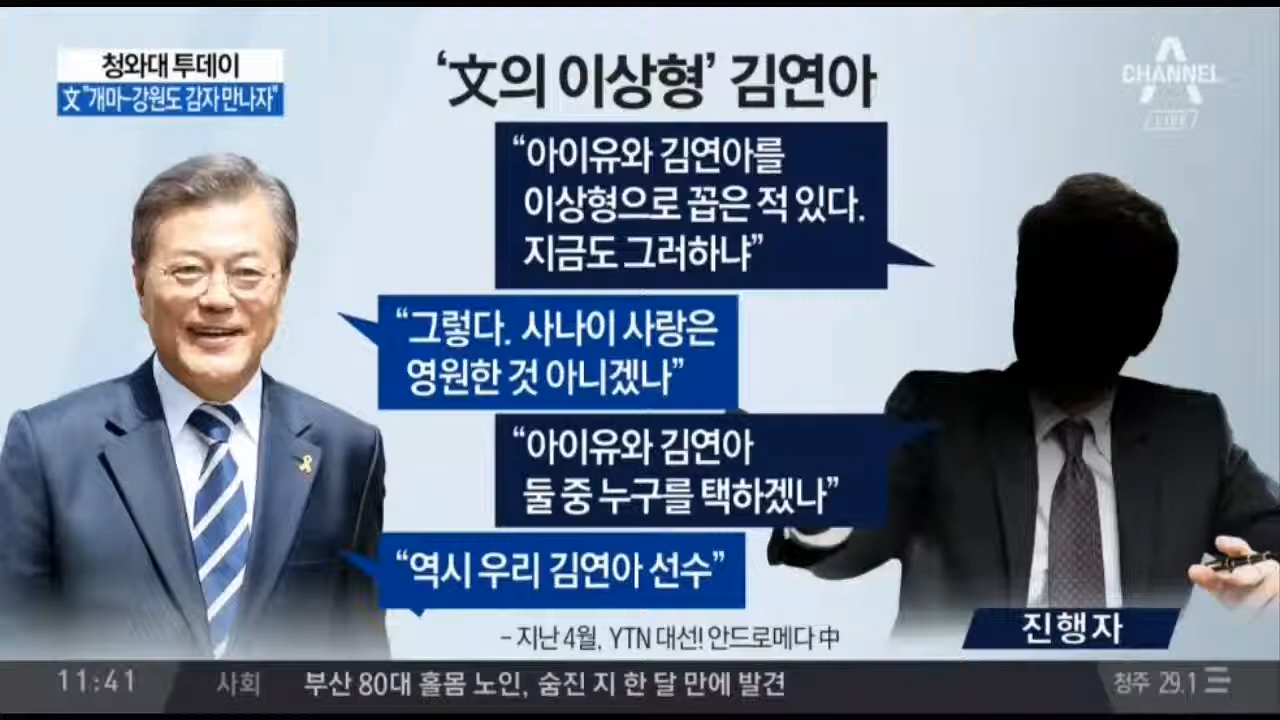 청와대 투데이
文 "개마~강원도 감자 만나자"
‘文의 이상형’ 김연아
CHANNEL A
LIVE
“아이유와 김연아를
이상형으로 꼽은 적 있다.
지금도 그러하냐”
“그렇다. 사나이 사랑은
영원한 것 아니겠나”
“아이유와 김연아
둘 중 누구를 택하겠나”
“역시 우리 김연아 선수”
- 지난 4월, YTN 대선! 안드로메다 中
진행자
11:41 사회 부산 80대 홀몸 노인, 숨진 지 한 달 만에 발견 청주 29.1